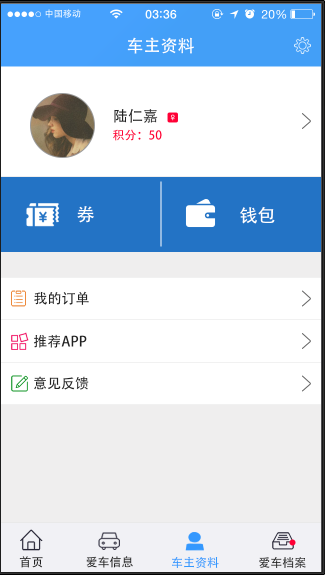 中国移动 03:36 20%
车主资料
陆仁嘉
积分：50
¥ 券 钱包
我的订单
推荐APP
意见反馈
首页 爱车信息 车主资料 爱车档案